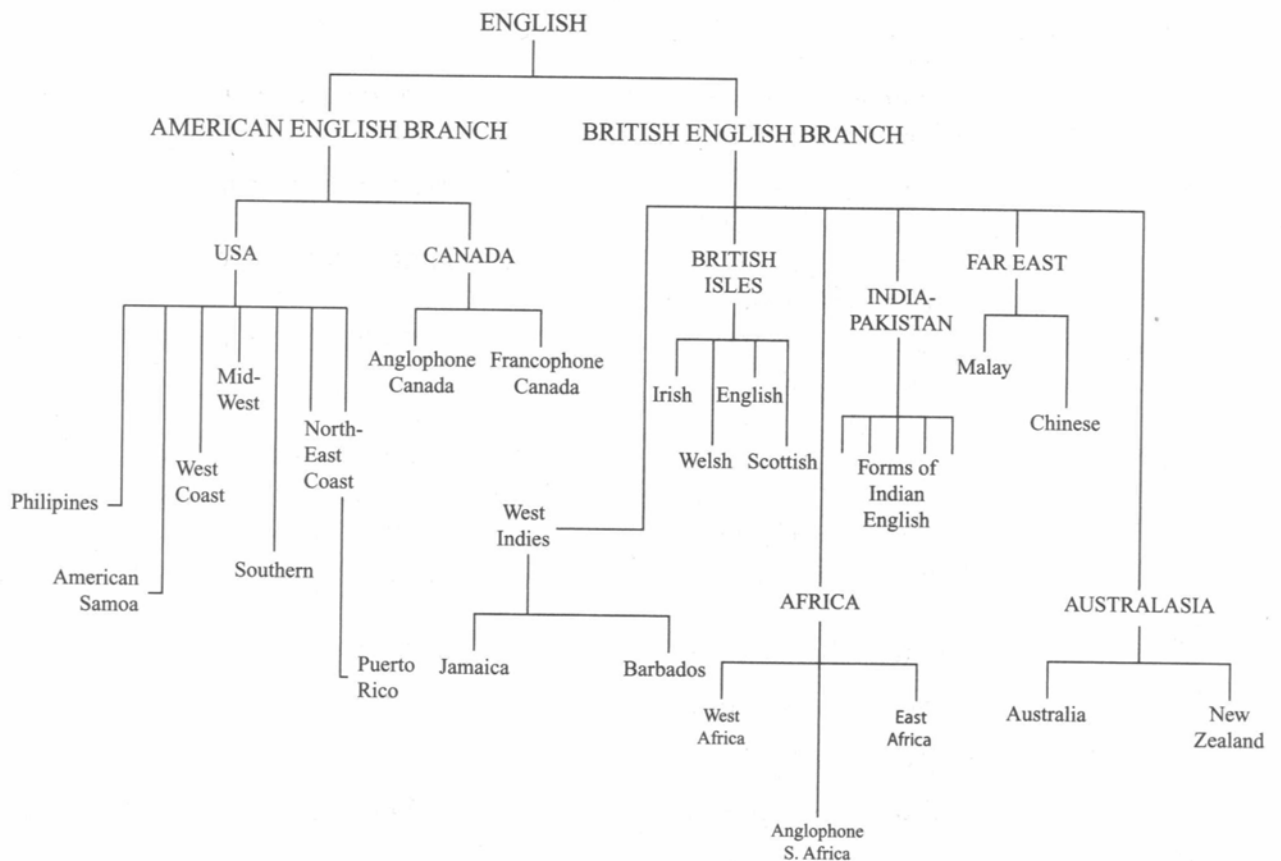 ENGLISH
AMERICAN ENGLISH BRANCH
BRITISH ENGLISH BRANCH
USA
CANADA
BRITISH
ISLES
FAR EAST
INDIA-
PAKISTAN
Anglophone
Canada
Francophone
Canada
Mid-
West
Malay
Irish
English
Chinese
North-
East
Coast
Welsh
Scottish
West
Coast
Forms of
Indian
English
Philipines
West
Indies
Southern
American
Samoa
AFRICA
AUSTRALASIA
Puerto
Rico
Jamaica
Barbados
West
Africa
East
Africa
Australia
New
Zealand
Anglophone
S. Africa